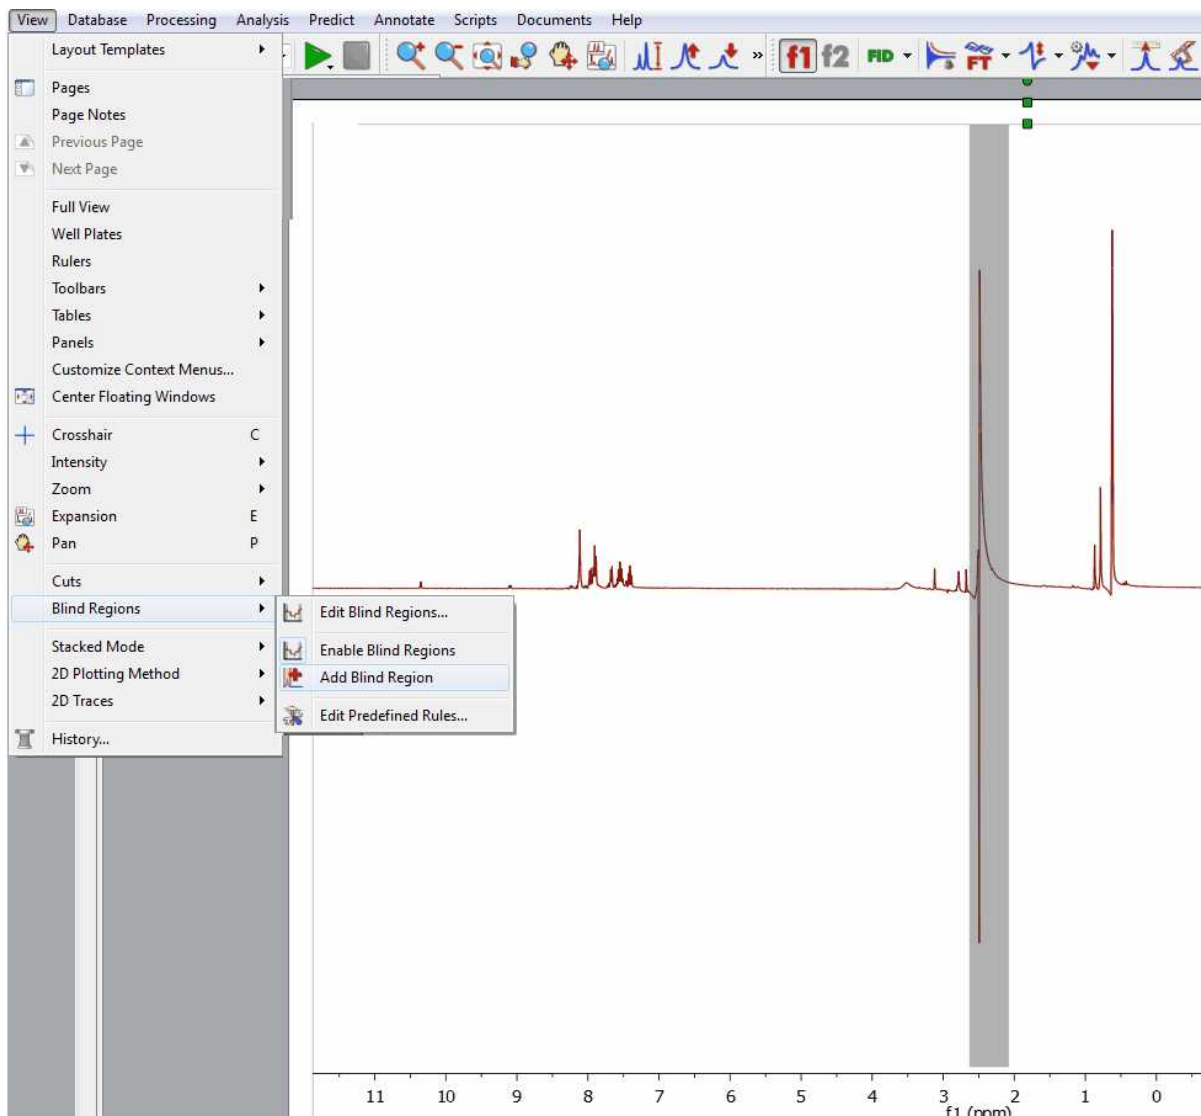 View Database Processing Analysis Predict Annotate Scripts Documents Help
Layout Templates
f1 f2 FID FT
Pages
Page Notes
Previous Page
Next Page
Full View
Well Plates
Rulers
Toolbars
Tables
Panels
Customize Context Menus...
Center Floating Windows
Crosshair C
Intensity
Zoom
Expansion E
Pan P
Cuts
Blind Regions
Edit Blind Regions...
Stacked Mode
Enable Blind Regions
2D Plotting Method
Add Blind Region
2D Traces
Edit Predefined Rules...
History...
11 10 9 8 7 6 5 4 3 2 1 0
f1 (ppm)